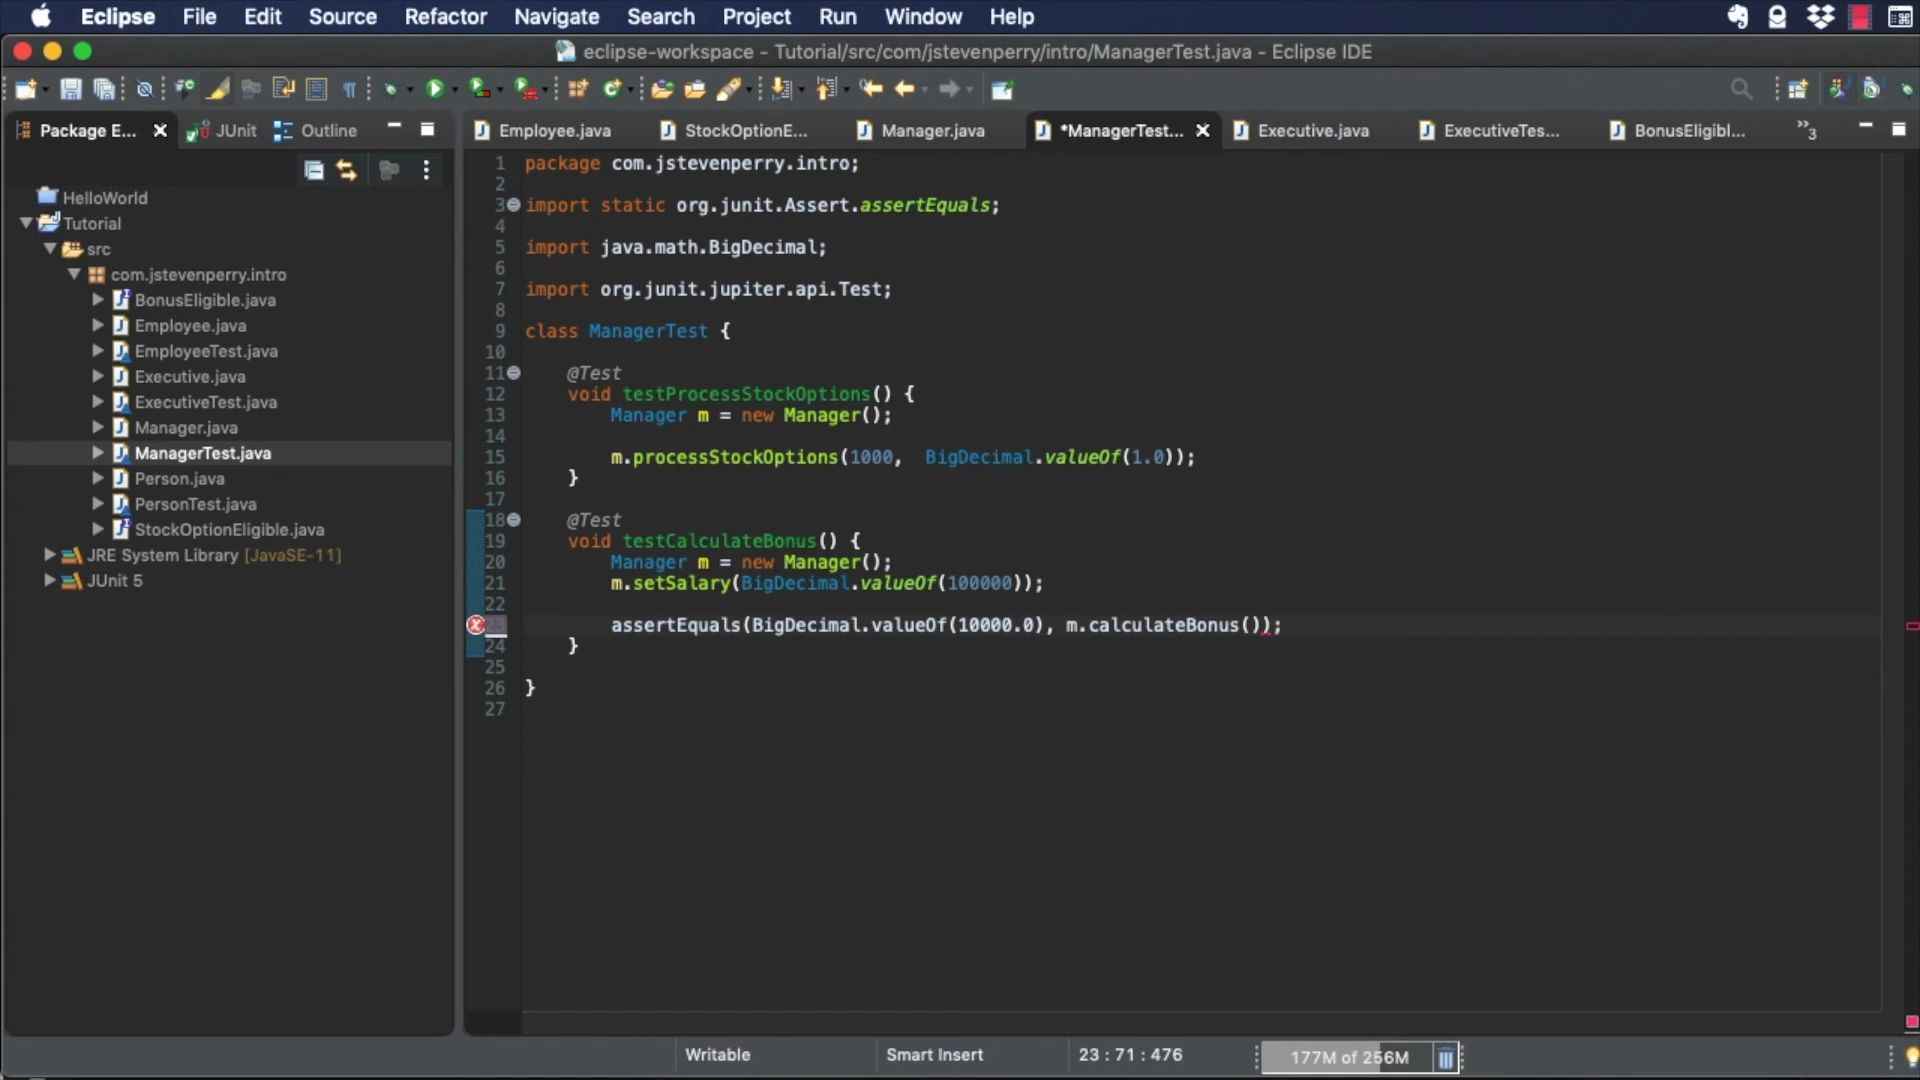 Eclipse File Edit Source Refactor Navigate Search Project Run Window Help
eclipse-workspace - Tutorial/src/com/jstevenperry/intro/ManagerTest.java - Eclipse IDE
Package E... JUnit Outline
Employee.java StockOptionE... Manager.java *ManagerTest... Executive.java ExecutiveTes... BonusEligibl... »3
HelloWorld
Tutorial
src
com.jstevenperry.intro
BonusEligible.java
Employee.java
EmployeeTest.java
Executive.java
ExecutiveTest.java
Manager.java
ManagerTest.java
Person.java
PersonTest.java
StockOptionEligible.java
JRE System Library [JavaSE-11]
JUnit 5
1 package com.jstevenperry.intro;
2
3 import static org.junit.Assert.assertEquals;
4
5 import java.math.BigDecimal;
6
7 import org.junit.jupiter.api.Test;
8
9 class ManagerTest {
10
11 @Test
12 void testProcessStockOptions() {
13 Manager m = new Manager();
14
15 m.processStockOptions(1000,  BigDecimal.valueOf(1.0));
16 }
17
18 @Test
19 void testCalculateBonus() {
20 Manager m = new Manager();
21 m.setSalary(BigDecimal.valueOf(100000));
22
23 assertEquals(BigDecimal.valueOf(10000.0), m.calculateBonus());
24 }
25
26 }
27
Writable Smart Insert 23 : 71 : 476 177M of 256M